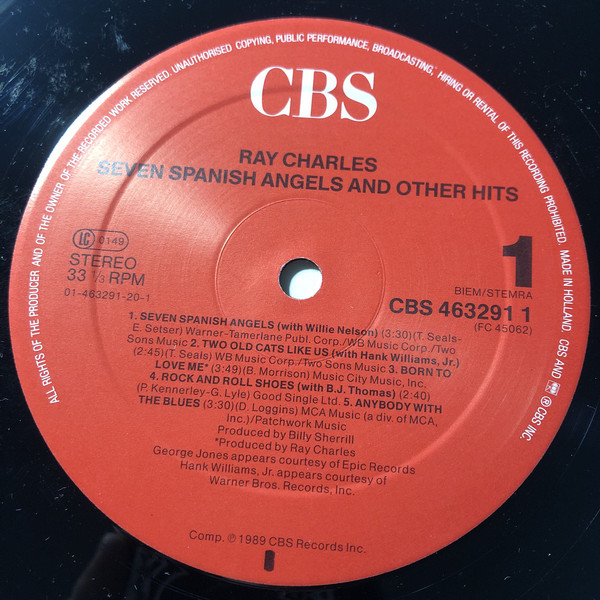 ALL RIGHTS OF THE PRODUCER AND OF THE OWNER OF THE RECORDED WORK RESERVED. UNAUTHORISED COPYING, PUBLIC PERFORMANCE, BROADCASTING, HIRING OR RENTAL OF THIS RECORDING PROHIBITED. MADE IN HOLLAND. CBS AND ℗ CBS INC.
CBS
RAY CHARLES
SEVEN SPANISH ANGELS AND OTHER HITS
LC 0149
STEREO
33 ⅓ RPM
01-463291-20-1
1
BIEM/STEMRA
CBS 463291 1
(FC 45062)
1. SEVEN SPANISH ANGELS (with Willie Nelson) (3:30)(T. Seals-
E. Setser) Warner-Tamerlane Publ. Corp./WB Music Corp./Two
Sons Music 2. TWO OLD CATS LIKE US (with Hank Williams, Jr.)
(2:45)(T. Seals) WB Music Corp./Two Sons Music 3. BORN TO
LOVE ME* (3:49)(B. Morrison) Music City Music, Inc.
4. ROCK AND ROLL SHOES (with B.J. Thomas) (2:40)
(P. Kennerley-G. Lyle) Good Single Ltd. 5. ANYBODY WITH
THE BLUES (3:30)(D. Loggins) MCA Music (a div. of MCA,
Inc.)/Patchwork Music
Produced by Billy Sherrill
*Produced by Ray Charles
George Jones appears courtesy of Epic Records
Hank Williams, Jr. appears courtesy of
Warner Bros. Records, Inc.
Comp. ℗ 1989 CBS Records Inc.